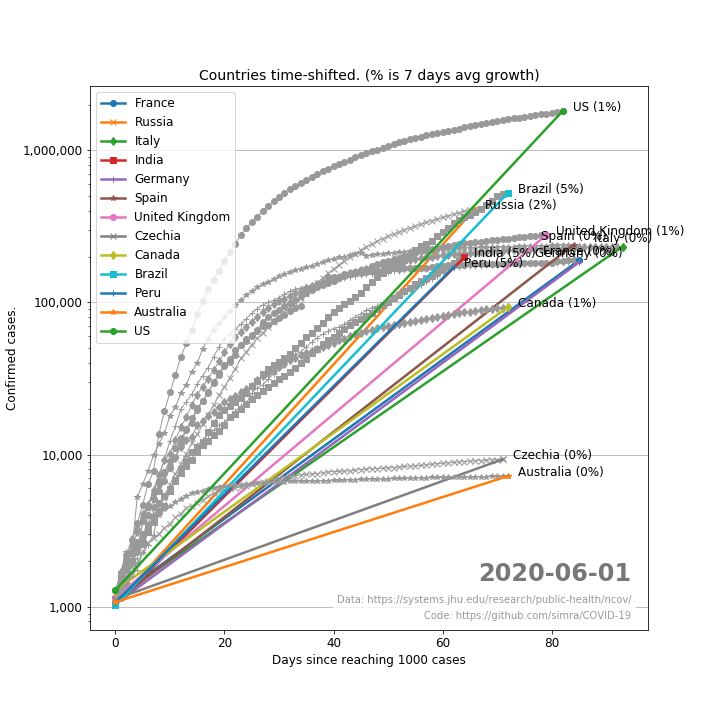 Countries time-shifted. (% is 7 days avg growth)
France
Russia
Italy
India
Germany
Spain
United Kingdom
Czechia
Canada
Brazil
Peru
Australia
US
US (1%)
Brazil (5%)
Russia (2%)
United Kingdom (1%)
Spain (0%)
Italy (0%)
France (0%)
India (5%)
Germany (0%)
Peru (5%)
Canada (1%)
Czechia (0%)
Australia (0%)
1,000,000
100,000
10,000
1,000
Confirmed cases.
0
20
40
60
80
Days since reaching 1000 cases
2020-06-01
Data: https://systems.jhu.edu/research/public-health/ncov/
Code: https://github.com/simra/COVID-19